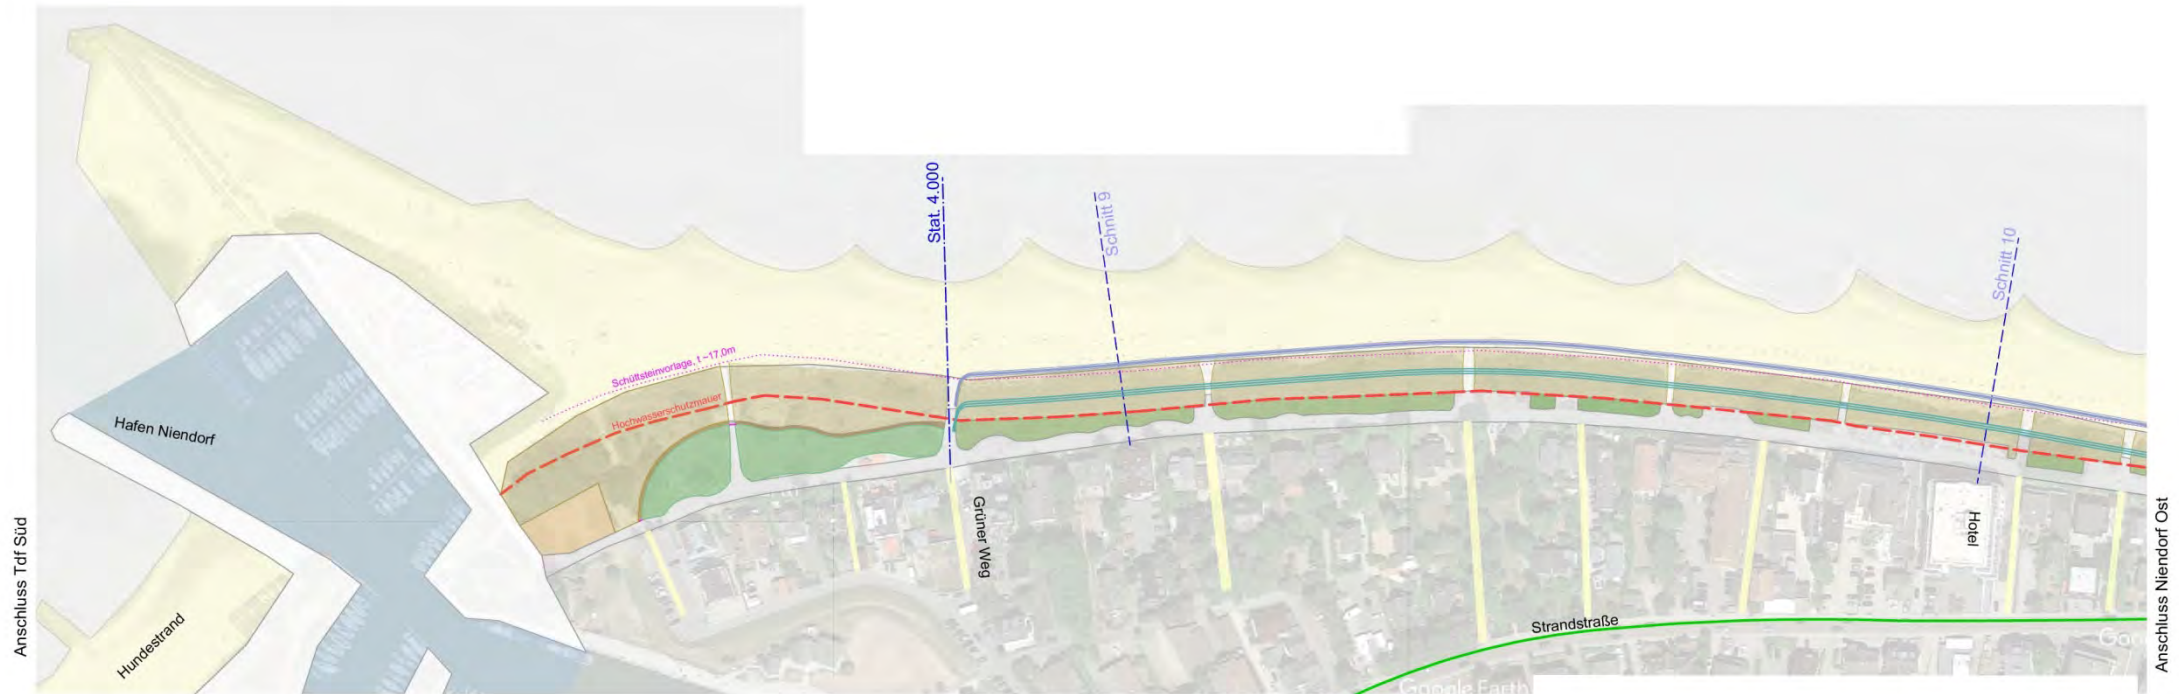 Stat. 4.000
Schnitt 9
Schnitt 10
Schüttsteinvorlage, t ~17,0m
Hochwasserschutzmauer
Hafen Niendorf
Grüner Weg
Hotel
Anschluss Tdf Süd
Anschluss Niendorf Ost
Hundestrand
Strandstraße
Google Earth
Goo